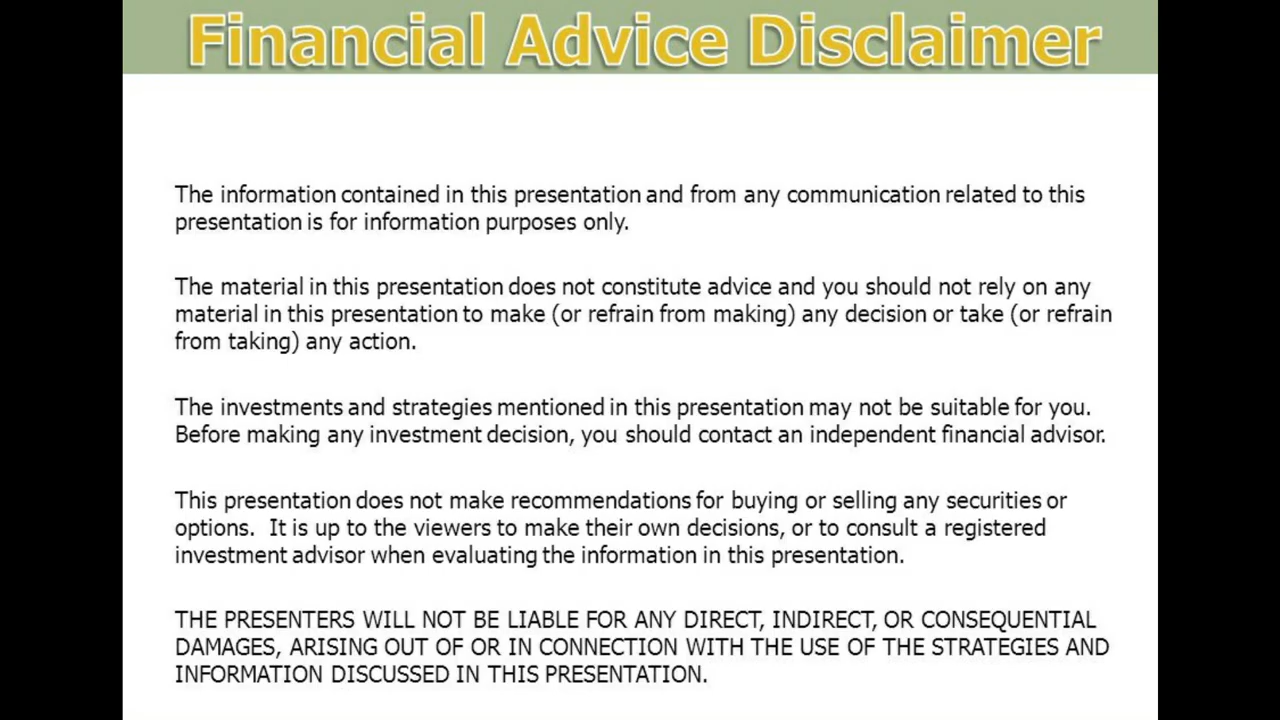 Financial Advice Disclaimer
The information contained in this presentation and from any communication related to this
presentation is for information purposes only.
The material in this presentation does not constitute advice and you should not rely on any
material in this presentation to make (or refrain from making) any decision or take (or refrain
from taking) any action.
The investments and strategies mentioned in this presentation may not be suitable for you.
Before making any investment decision, you should contact an independent financial advisor.
This presentation does not make recommendations for buying or selling any securities or
options.  It is up to the viewers to make their own decisions, or to consult a registered
investment advisor when evaluating the information in this presentation.
THE PRESENTERS WILL NOT BE LIABLE FOR ANY DIRECT, INDIRECT, OR CONSEQUENTIAL
DAMAGES, ARISING OUT OF OR IN CONNECTION WITH THE USE OF THE STRATEGIES AND
INFORMATION DISCUSSED IN THIS PRESENTATION.